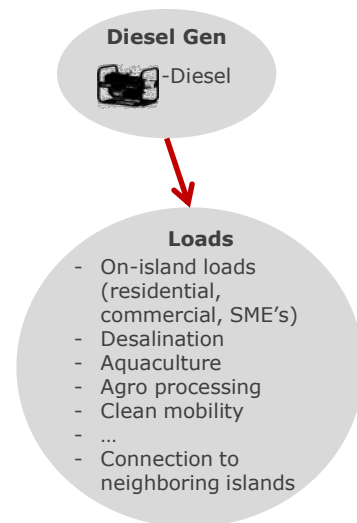 Diesel Gen
-Diesel
Loads
- On-island loads
(residential,
commercial, SME’s)
- Desalination
- Aquaculture
- Agro processing
- Clean mobility
- …
- Connection to
neighboring islands